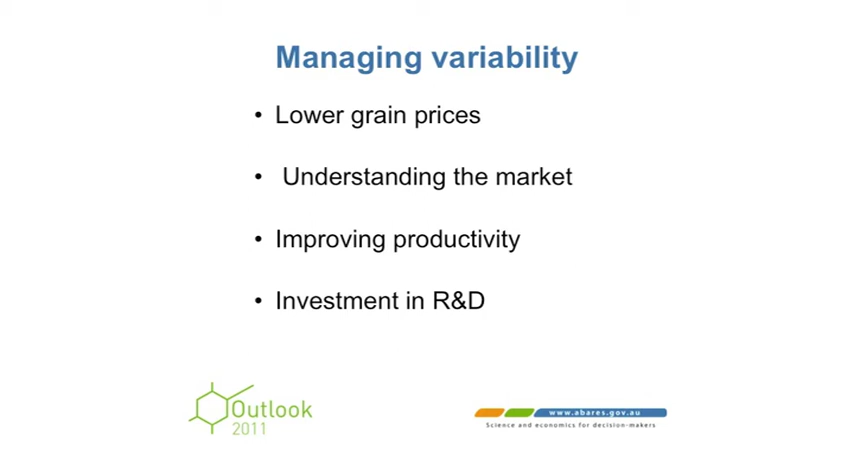 Managing variability
• Lower grain prices
• Understanding the market
• Improving productivity
• Investment in R&D
Outlook
2011
www.abares.gov.au
Science and economics for decision-makers